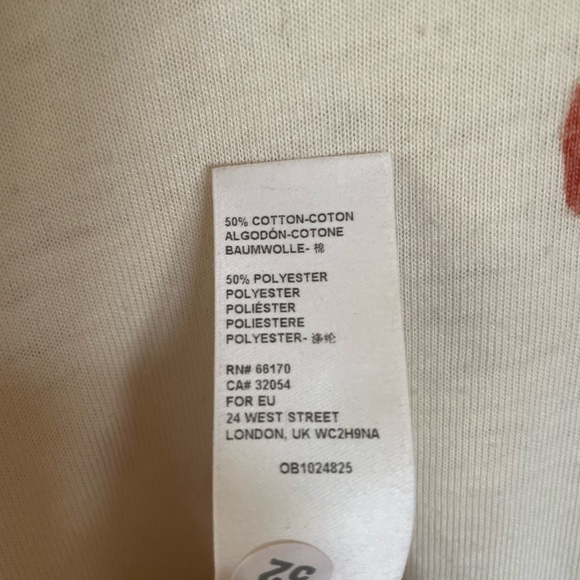 50% COTTON-COTON
ALGODÓN-COTONE
BAUMWOLLE- 棉
50% POLYESTER
POLYESTER
POLIÉSTER
POLIESTERE
POLYESTER- 涤纶
RN# 66170
CA# 32054
FOR EU
24 WEST STREET
LONDON, UK WC2H9NA
OB1024825